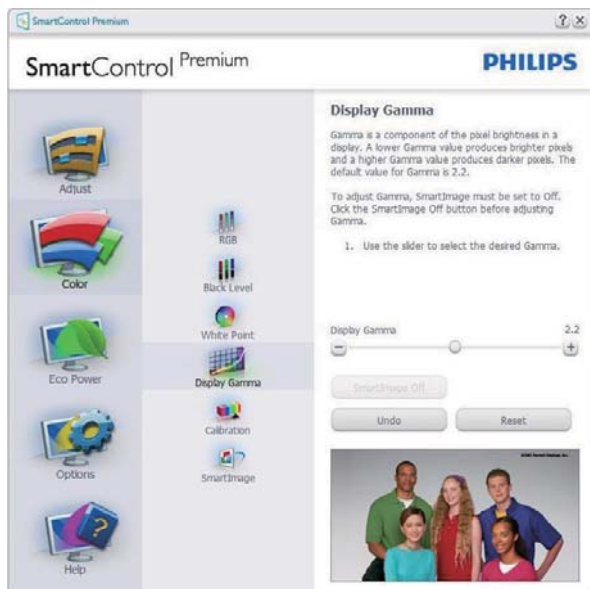 SmartControl Premium
? X
SmartControl Premium
PHILIPS
Adjust
Color
Eco Power
Options
Help
RGB
Black Level
White Point
Display Gamma
Calibration
SmartImage
Display Gamma
Gamma is a component of the pixel brightness in a
display. A lower Gamma value produces brighter pixels
and a higher Gamma value produces darker pixels. The
default value for Gamma is 2.2.
To adjust Gamma, SmartImage must be set to Off.
Click the SmartImage Off button before adjusting
Gamma.
1. Use the slider to select the desired Gamma.
Display Gamma 2.2
SmartImage Off
Undo Reset